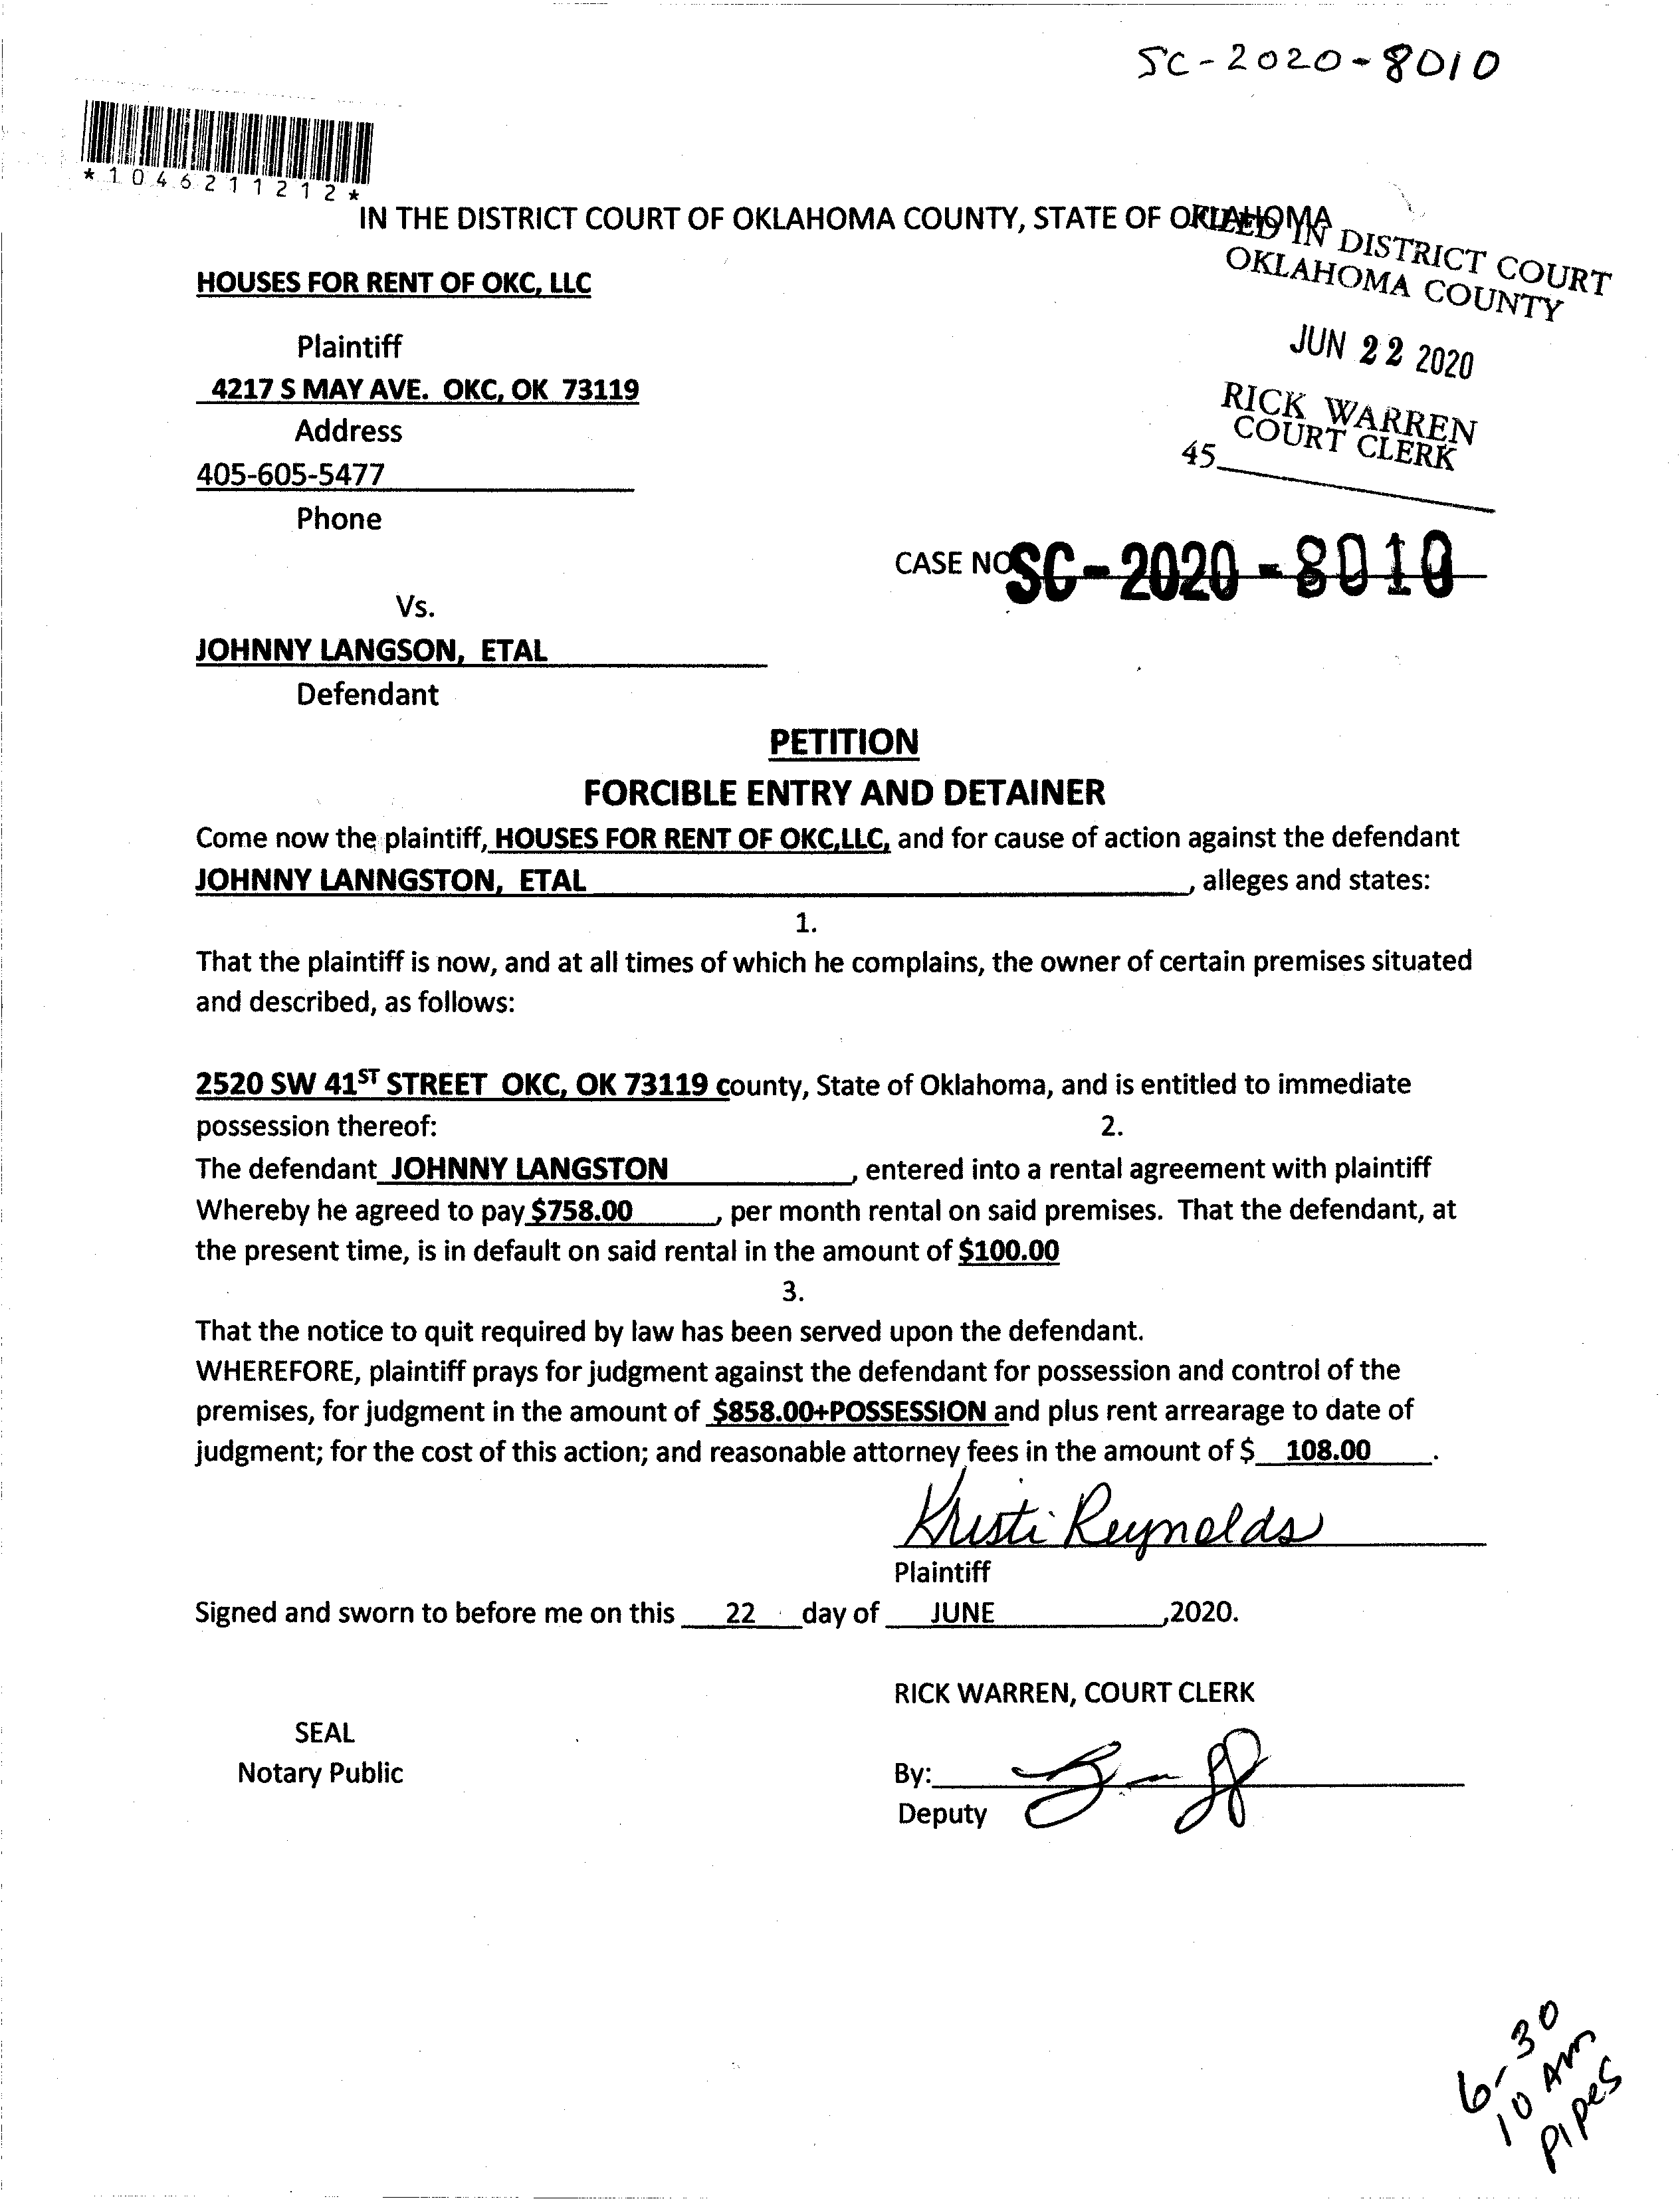 SC-2020-8010
*1046211212*
IN THE DISTRICT COURT OF OKLAHOMA COUNTY, STATE OF OKLAHOMA
FILED IN DISTRICT COURT
OKLAHOMA COUNTY
HOUSES FOR RENT OF OKC, LLC
Plaintiff
JUN 22 2020
4217 S MAY AVE. OKC, OK 73119
RICK WARREN
COURT CLERK
Address
45
405-605-5477
Phone
CASE NO SC-2020-8010
Vs.
JOHNNY LANGSON, ETAL
Defendant
PETITION
FORCIBLE ENTRY AND DETAINER
Come now the plaintiff, HOUSES FOR RENT OF OKC,LLC, and for cause of action against the defendant
JOHNNY LANNGSTON, ETAL, alleges and states:
1.
That the plaintiff is now, and at all times of which he complains, the owner of certain premises situated
and described, as follows:
2520 SW 41ST STREET OKC, OK 73119 county, State of Oklahoma, and is entitled to immediate
possession thereof: 2.
The defendant JOHNNY LANGSTON, entered into a rental agreement with plaintiff
Whereby he agreed to pay $758.00, per month rental on said premises. That the defendant, at
the present time, is in default on said rental in the amount of $100.00
3.
That the notice to quit required by law has been served upon the defendant.
WHEREFORE, plaintiff prays for judgment against the defendant for possession and control of the
premises, for judgment in the amount of $858.00+POSSESSION and plus rent arrearage to date of
judgment; for the cost of this action; and reasonable attorney fees in the amount of $ 108.00.
Kristi Reynolds
Plaintiff
Signed and sworn to before me on this 22 day of JUNE,2020.
RICK WARREN, COURT CLERK
SEAL
Notary Public
By:
Deputy
6-30
10 AM
Pipes